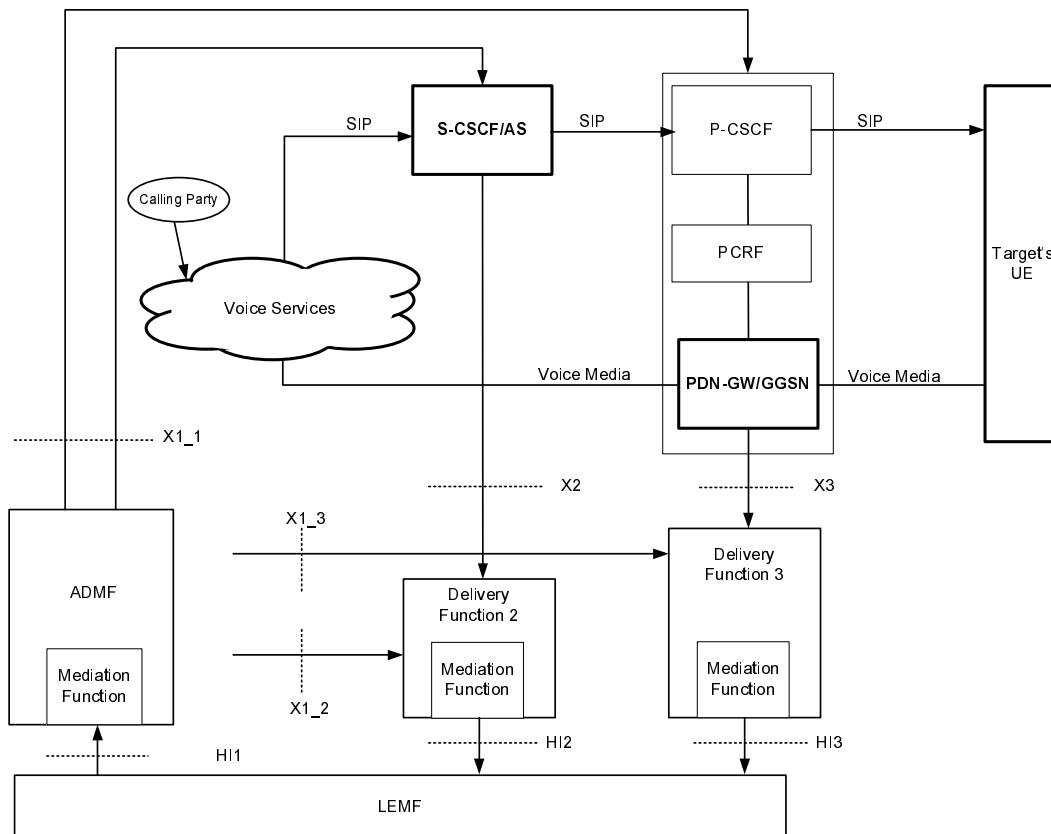 SIP
S-CSCF/AS
SIP
P-CSCF
SIP
Calling Party
PCRF
Target's
UE
Voice Services
Voice Media
PDN-GW/GGSN
Voice Media
X1_1
X2
X3
X1_3
ADMF
Delivery
Function 3
Delivery
Function 2
Mediation
Function
Mediation
Function
Mediation
Function
X1_2
HI1
HI2
HI3
LEMF